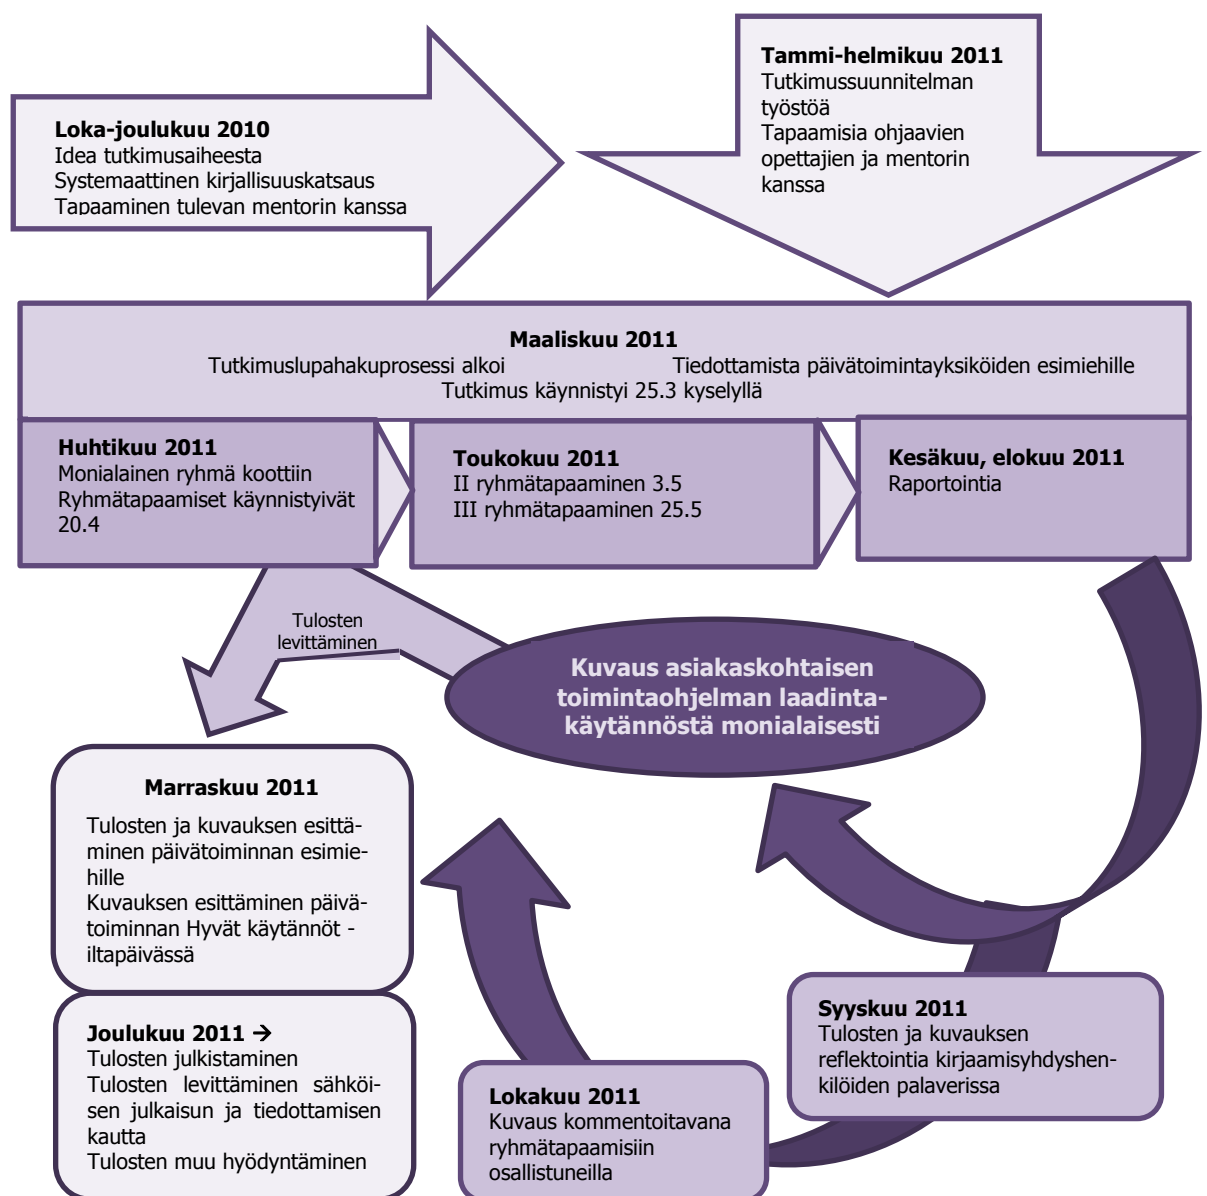 Loka-joulukuu 2010
Idea tutkimusaiheesta
Systemaattinen kirjallisuuskatsaus
Tapaaminen tulevan mentorin kanssa
Tammi-helmikuu 2011
Tutkimussuunnitelman
työstöä
Tapaamisia ohjaavien
opettajien ja mentorin
kanssa
Maaliskuu 2011
Tutkimuslupahakuprosessi alkoi Tiedottamista päivätoimintayksiköiden esimiehille
Tutkimus käynnistyi 25.3 kyselyllä
Huhtikuu 2011
Monialainen ryhmä koottiin
Ryhmätapaamiset käynnistyivät
20.4
Toukokuu 2011
II ryhmätapaaminen 3.5
III ryhmätapaaminen 25.5
Kesäkuu, elokuu 2011
Raportointia
Tulosten
levittäminen
Kuvaus asiakaskohtaisen
toimintaohjelman laadinta-
käytännöstä monialaisesti
Marraskuu 2011
Tulosten ja kuvauksen esittä-
minen päivätoiminnan esimie-
hille
Kuvauksen esittäminen päivä-
toiminnan Hyvät käytännöt -
iltapäivässä
Joulukuu 2011 →
Tulosten julkistaminen
Tulosten levittäminen sähköi-
sen julkaisun ja tiedottamisen
kautta
Tulosten muu hyödyntäminen
Lokakuu 2011
Kuvaus kommentoitavana
ryhmätapaamisiin
osallistuneilla
Syyskuu 2011
Tulosten ja kuvauksen
reflektointia kirjaamisyhdyshen-
kilöiden palaverissa